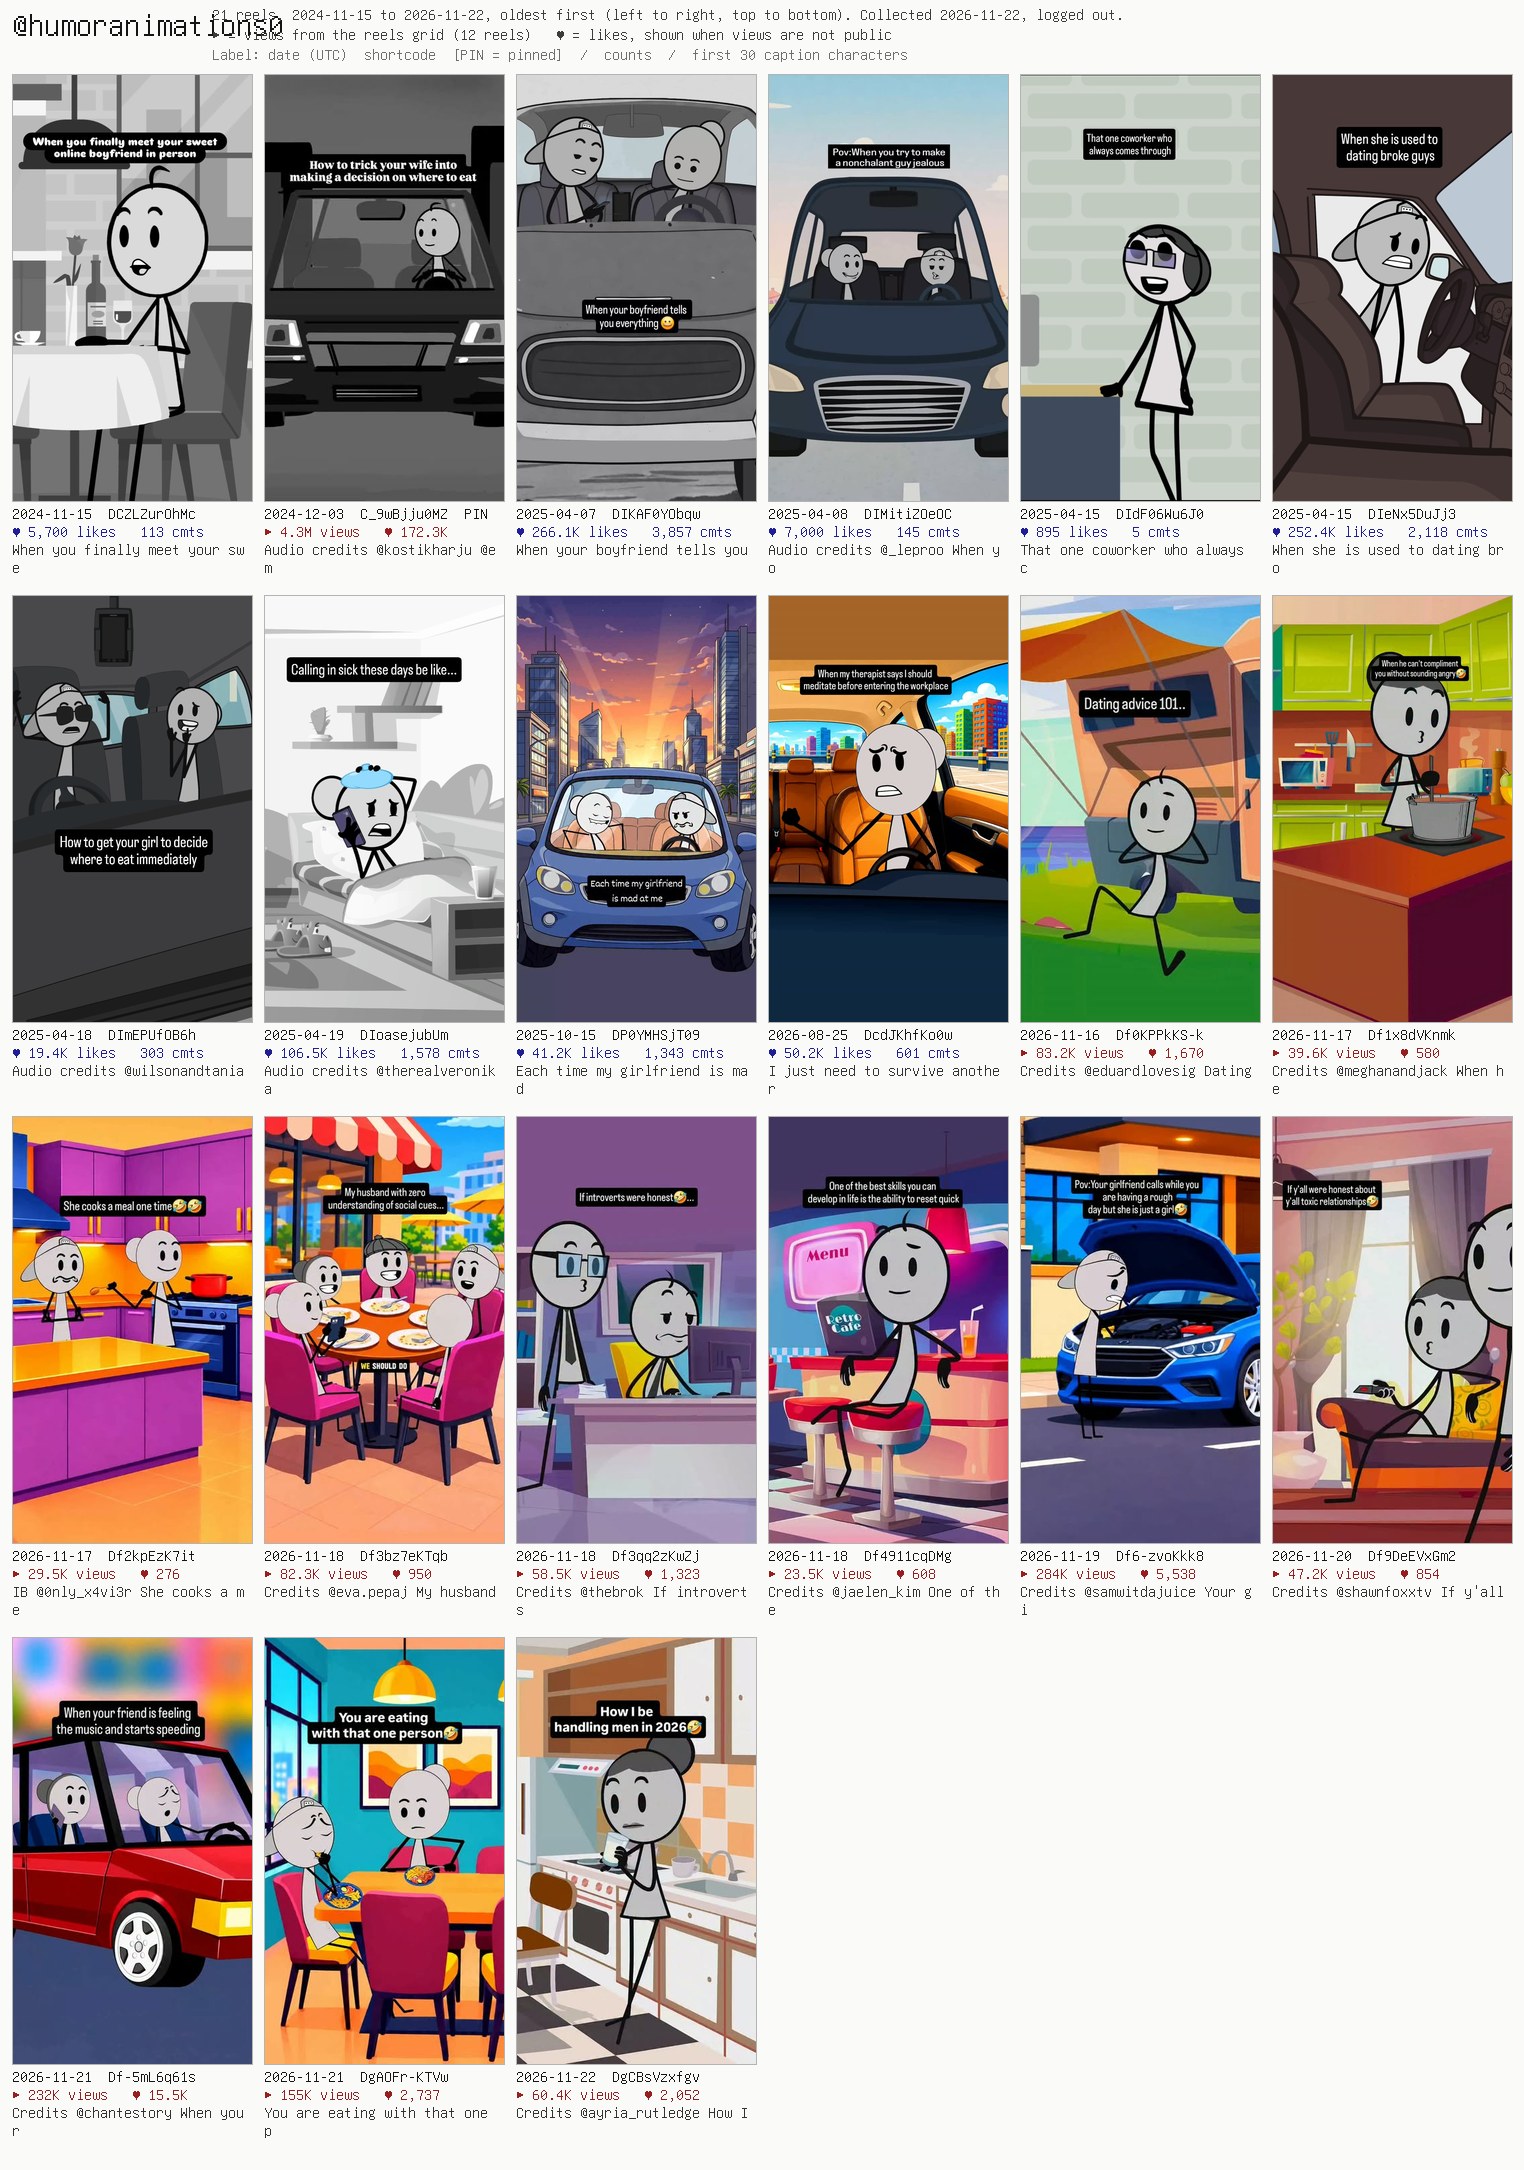 @humoranimations0
21 reels, 2024-11-15 to 2026-11-22, oldest first (left to right, top to bottom). Collected 2026-11-22, logged out.
= views from the reels grid (12 reels)   ♥ = likes, shown when views are not public
Label: date (UTC)  shortcode  [PIN = pinned]  /  counts  /  first 30 caption characters
When you finally meet your sweet
online boyfriend in person
2024-11-15  DCZLZurOhMc
♥ 5,700 likes  113 cmts
When you finally meet your sw
e
How to trick your wife into
making a decision on where to eat
2024-12-03  C_9wBjju0MZ  PIN
▶ 4.3M views  ♥ 172.3K
Audio credits @kostikharju @e
m
When your boyfriend tells
you everything 😊
2025-04-07  DIKAF0YObqw
♥ 266.1K likes  3,857 cmts
When your boyfriend tells you
Pov:When you try to make
a nonchalant guy jealous
2025-04-08  DIMitiZOeOC
♥ 7,000 likes  145 cmts
Audio credits @_leproo When y
o
That one coworker who
always comes through
2025-04-15  DIdF06Wu6J0
♥ 895 likes  5 cmts
That one coworker who always
c
When she is used to
dating broke guys
2025-04-15  DIeNx5DuJj3
♥ 252.4K likes  2,118 cmts
When she is used to dating br
o
How to get your girl to decide
where to eat immediately
2025-04-18  DImEPUfOB6h
♥ 19.4K likes  303 cmts
Audio credits @wilsonandtania
Calling in sick these days be like...
2025-04-19  DIoasejubUm
♥ 106.5K likes  1,578 cmts
Audio credits @therealveronik
a
Each time my girlfriend
is mad at me
2025-10-15  DP0YMHSjT09
♥ 41.2K likes  1,343 cmts
Each time my girlfriend is ma
d
When my therapist says I should
meditate before entering the workplace
2026-08-25  DcdJKhfKo0w
♥ 50.2K likes  601 cmts
I just need to survive anothe
r
Dating advice 101..
2026-11-16  Df0KPPkKS-k
▶ 83.2K views  ♥ 1,670
Credits @eduardlovesig Dating
When he can't compliment
you without sounding angry🤣
2026-11-17  Df1x8dVKnmk
▶ 39.6K views  ♥ 580
Credits @meghanandjack When h
e
She cooks a meal one time🤣🤣
2026-11-17  Df2kpEzK7it
▶ 29.5K views  ♥ 276
IB @0nly_x4vi3r She cooks a m
e
My husband with zero
understanding of social cues...
WE SHOULD DO
2026-11-18  Df3bz7eKTqb
▶ 82.3K views  ♥ 950
Credits @eva.pepaj My husband
If introverts were honest🤣...
2026-11-18  Df3qq2zKwZj
▶ 58.5K views  ♥ 1,323
Credits @thebrok If introvert
s
One of the best skills you can
develop in life is the ability to reset quick
Menu
Retro
Cafe
2026-11-18  Df4911cqDMg
▶ 23.5K views  ♥ 608
Credits @jaelen_kim One of th
e
Pov:Your girlfriend calls while you
are having a rough
day but she is just a girl🤣
2026-11-19  Df6-zvoKkk8
▶ 284K views  ♥ 5,538
Credits @samwitdajuice Your g
i
If y'all were honest about
y'all toxic relationships🤣
2026-11-20  Df9DeEVxGm2
▶ 47.2K views  ♥ 854
Credits @shawnfoxxtv If y'all
When your friend is feeling
the music and starts speeding
2026-11-21  Df-5mL6q61s
▶ 232K views  ♥ 15.5K
Credits @chantestory When you
r
You are eating
with that one person🤣
2026-11-21  DgAOFr-KTVw
▶ 155K views  ♥ 2,737
You are eating with that one
p
How I be
handling men in 2026🤣
2026-11-22  DgCBsVzxfgv
▶ 60.4K views  ♥ 2,052
Credits @ayria_rutledge How I